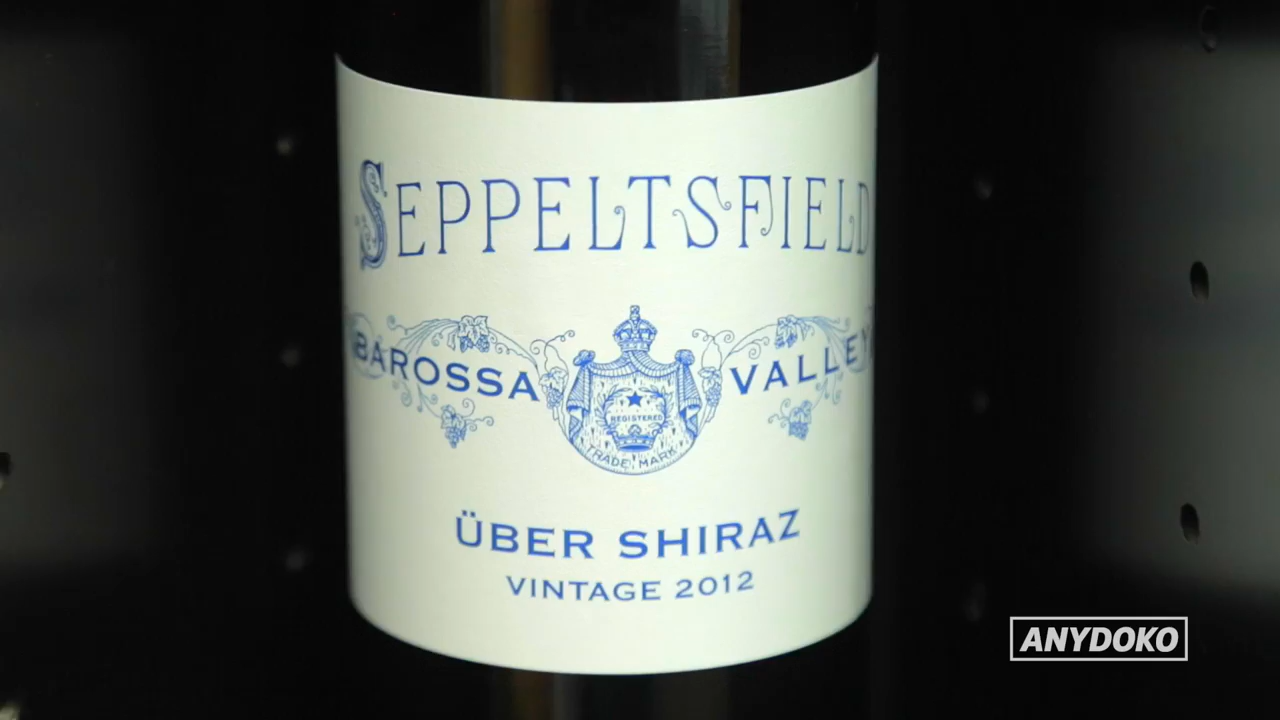 SEPPELTSFIELD
BAROSSA VALLEY
REGISTERED
TRADE MARK
ÜBER SHIRAZ
VINTAGE 2012
ANYDOKO